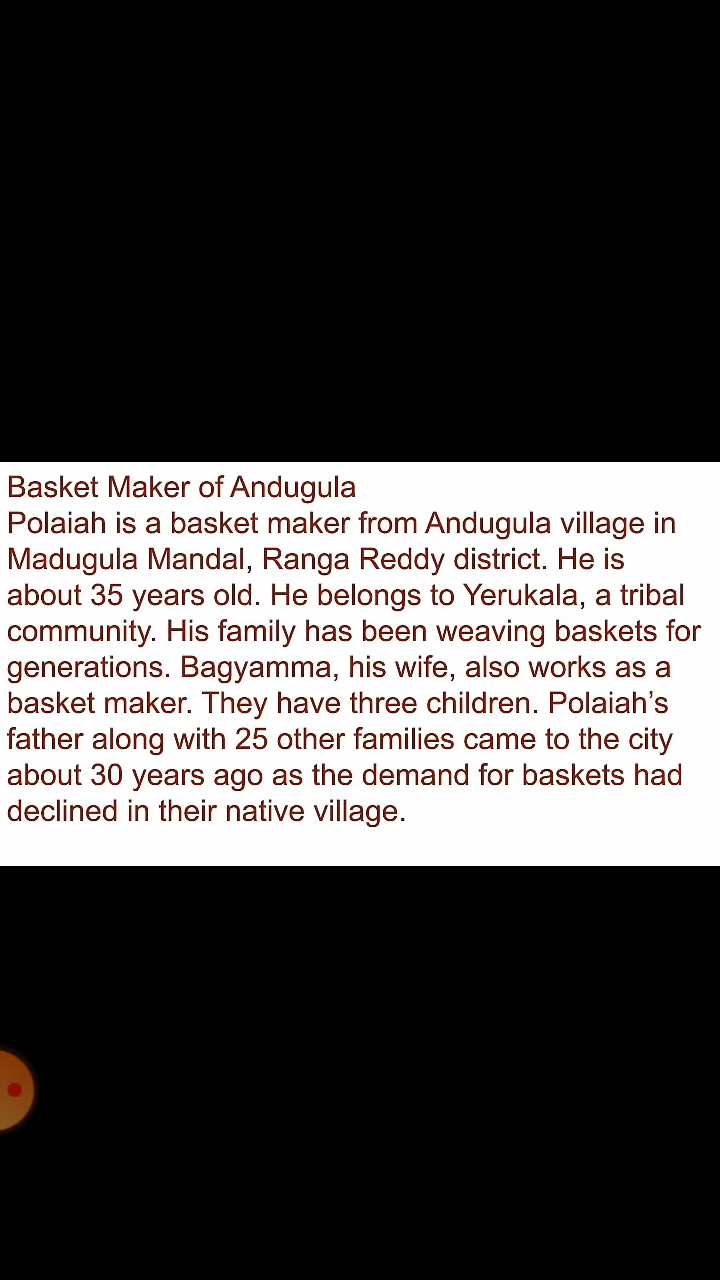 Basket Maker of Andugula
Polaiah is a basket maker from Andugula village in
Madugula Mandal, Ranga Reddy district. He is
about 35 years old. He belongs to Yerukala, a tribal
community. His family has been weaving baskets for
generations. Bagyamma, his wife, also works as a
basket maker. They have three children. Polaiah’s
father along with 25 other families came to the city
about 30 years ago as the demand for baskets had
declined in their native village.